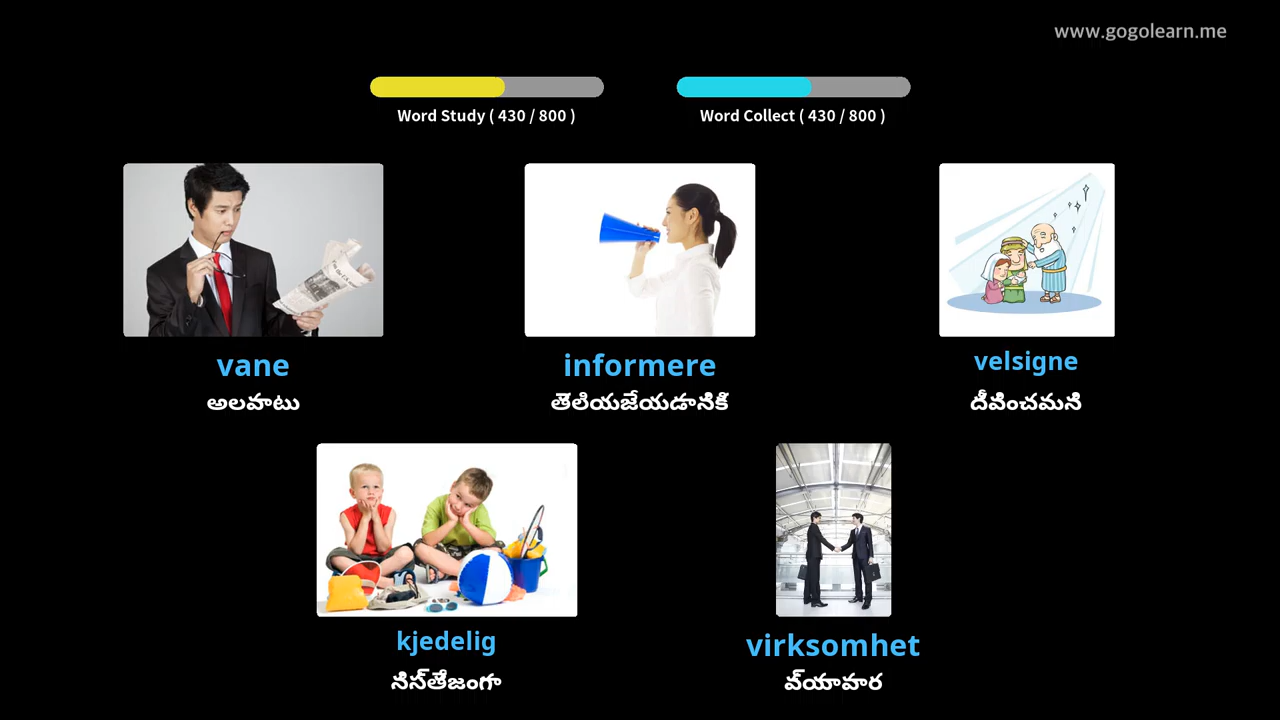 www.gogolearn.me
Word Study ( 430 / 800 )
Word Collect ( 430 / 800 )
vane
అలవాటు
informere
తెలియజేయడానికి
velsigne
దీవించమని
kjedelig
నిస్తేజంగా
virksomhet
వ్యాపార